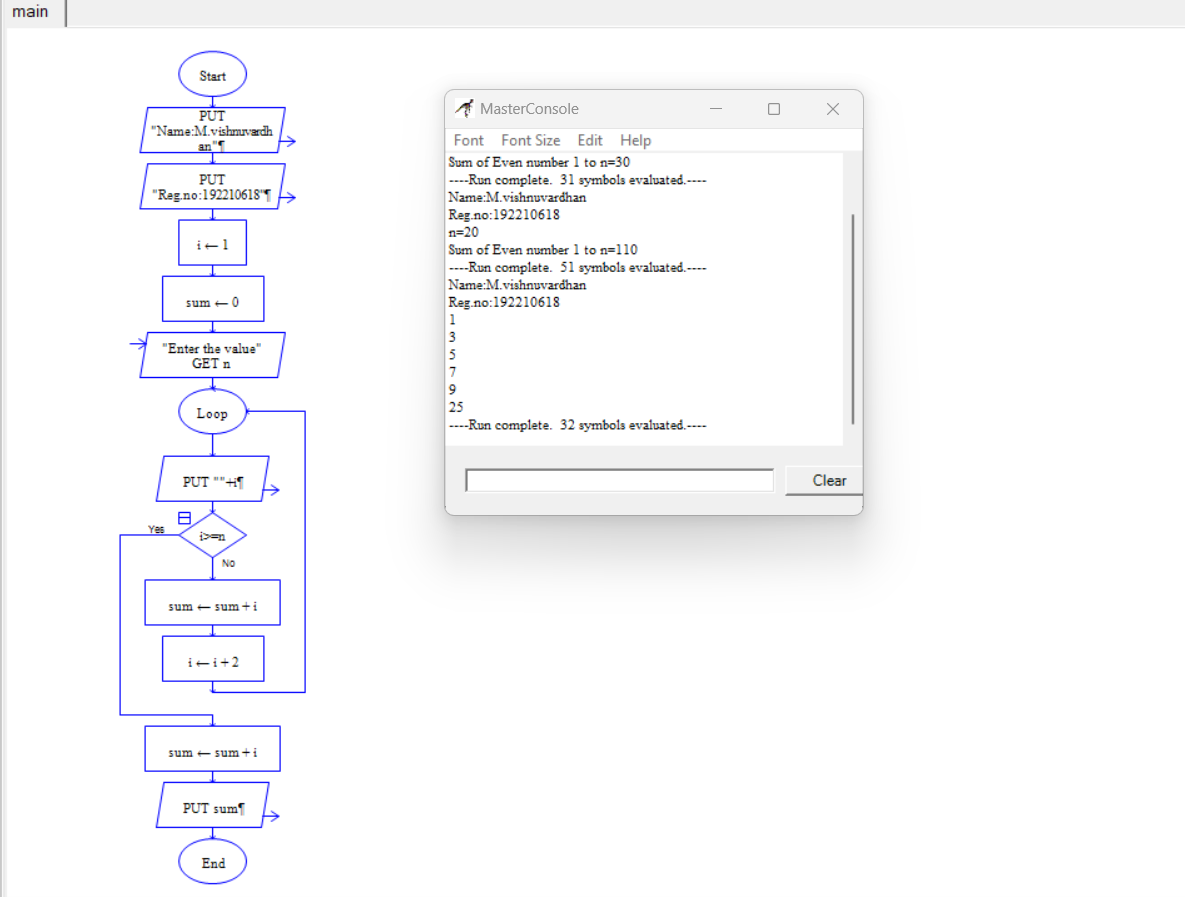 main
Start
PUT
"Name:M.vishnuvardh
an"¶
PUT
"Reg.no:192210618"¶
i ← 1
sum ← 0
"Enter the value"
GET n
Loop
PUT ""+i¶
Yes
i>=n
No
sum ← sum + i
i ← i + 2
sum ← sum + i
PUT sum¶
End
MasterConsole
Font Font Size Edit Help
Sum of Even number 1 to n=30
----Run complete. 31 symbols evaluated.----
Name:M.vishnuvardhan
Reg.no:192210618
n=20
Sum of Even number 1 to n=110
----Run complete. 51 symbols evaluated.----
Name:M.vishnuvardhan
Reg.no:192210618
1
3
5
7
9
25
----Run complete. 32 symbols evaluated.----
Clear